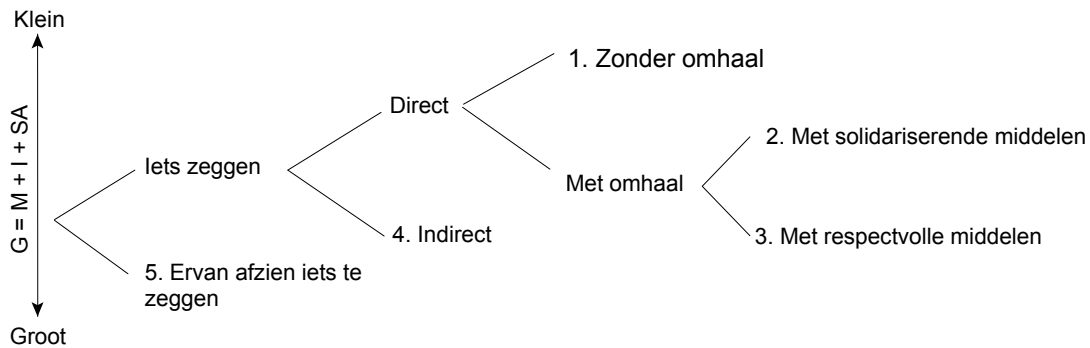 Klein
1. Zonder omhaal
Direct
2. Met solidariserende middelen
Iets zeggen
Met omhaal
G = M + I + SA
4. Indirect
3. Met respectvolle middelen
5. Ervan afzien iets te
zeggen
Groot